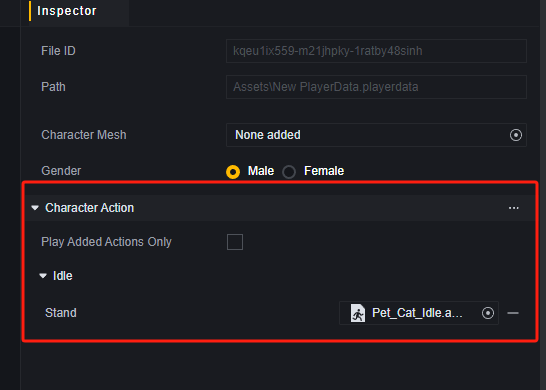 Inspector
File ID kqeu1ix559-m21jhpky-1ratby48sinh
Path Assets\New PlayerData.playerdata
Character Mesh None added
Gender Male Female
Character Action ...
Play Added Actions Only
Idle
Stand Pet_Cat_Idle.a...